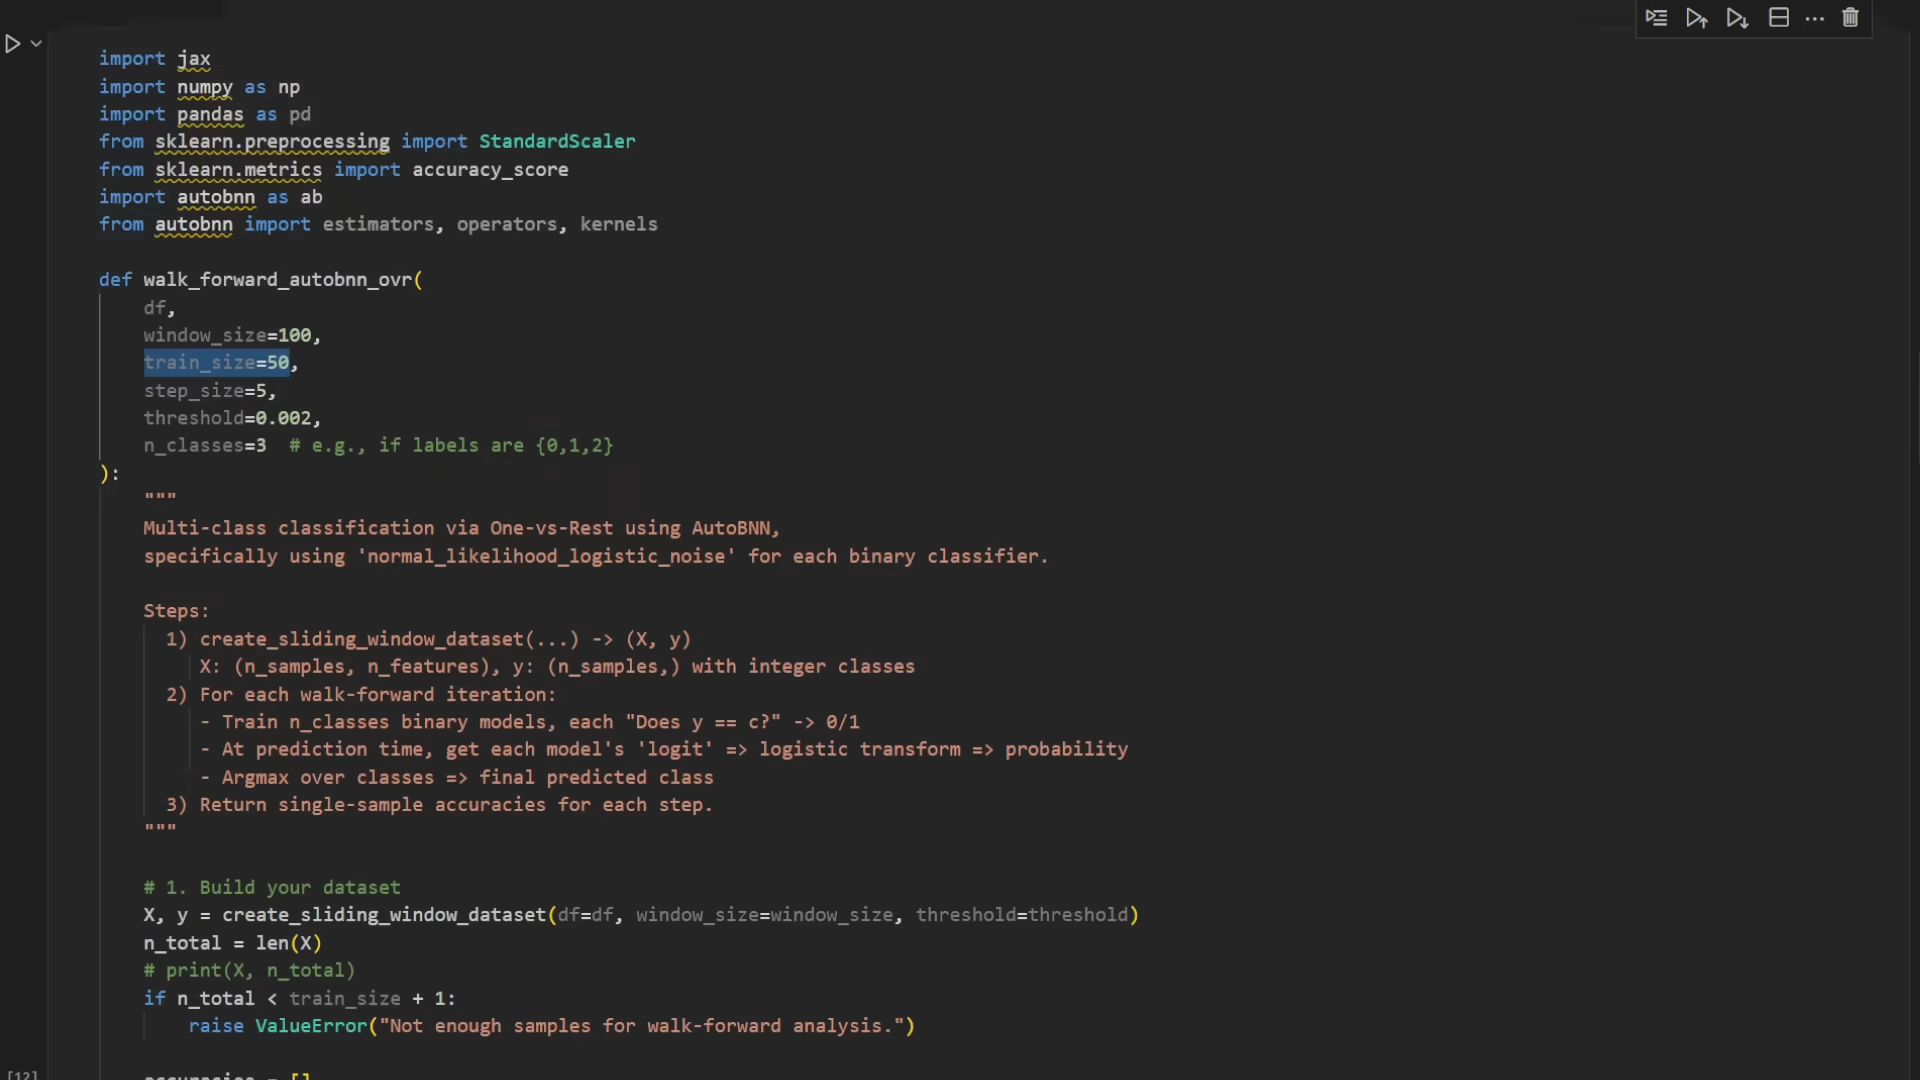 import jax
import numpy as np
import pandas as pd
from sklearn.preprocessing import StandardScaler
from sklearn.metrics import accuracy_score
import autobnn as ab
from autobnn import estimators, operators, kernels
def walk_forward_autobnn_ovr(
df,
window_size=100,
train_size=50,
step_size=5,
threshold=0.002,
n_classes=3  # e.g., if labels are {0,1,2}
):
"""
Multi-class classification via One-vs-Rest using AutoBNN,
specifically using 'normal_likelihood_logistic_noise' for each binary classifier.
Steps:
1) create_sliding_window_dataset(...) -> (X, y)
X: (n_samples, n_features), y: (n_samples,) with integer classes
2) For each walk-forward iteration:
- Train n_classes binary models, each "Does y == c?" -> 0/1
- At prediction time, get each model's 'logit' => logistic transform => probability
- Argmax over classes => final predicted class
3) Return single-sample accuracies for each step.
"""
# 1. Build your dataset
X, y = create_sliding_window_dataset(df=df, window_size=window_size, threshold=threshold)
n_total = len(X)
# print(X, n_total)
if n_total < train_size + 1:
raise ValueError("Not enough samples for walk-forward analysis.")
[12]
accuracies = []